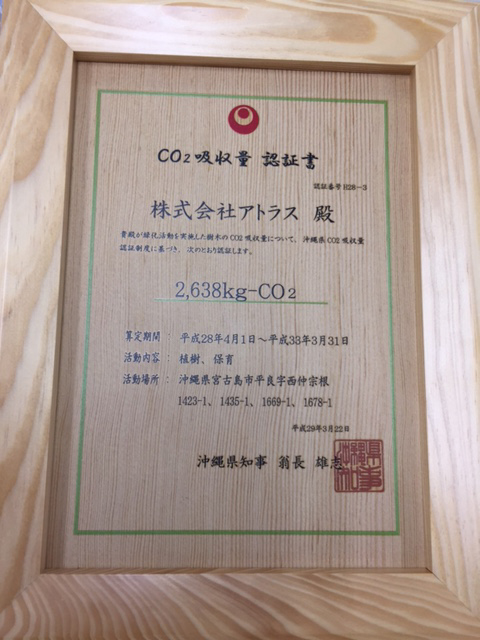 CO2吸収量 認証書
認証番号 H28-3
株式会社アトラス 殿
貴殿が緑化活動を実施した樹木のCO2吸収量について、沖縄県CO2吸収量
認証制度に基づき、次のとおり認証します。
2,638kg-CO2
算定期間 : 平成28年4月1日～平成33年3月31日
活動内容 : 植樹、保育
活動場所 : 沖縄県宮古島市平良字西仲宗根
1423-1、1435-1、1669-1、1678-1
平成29年3月22日
沖縄県知事 翁長 雄志